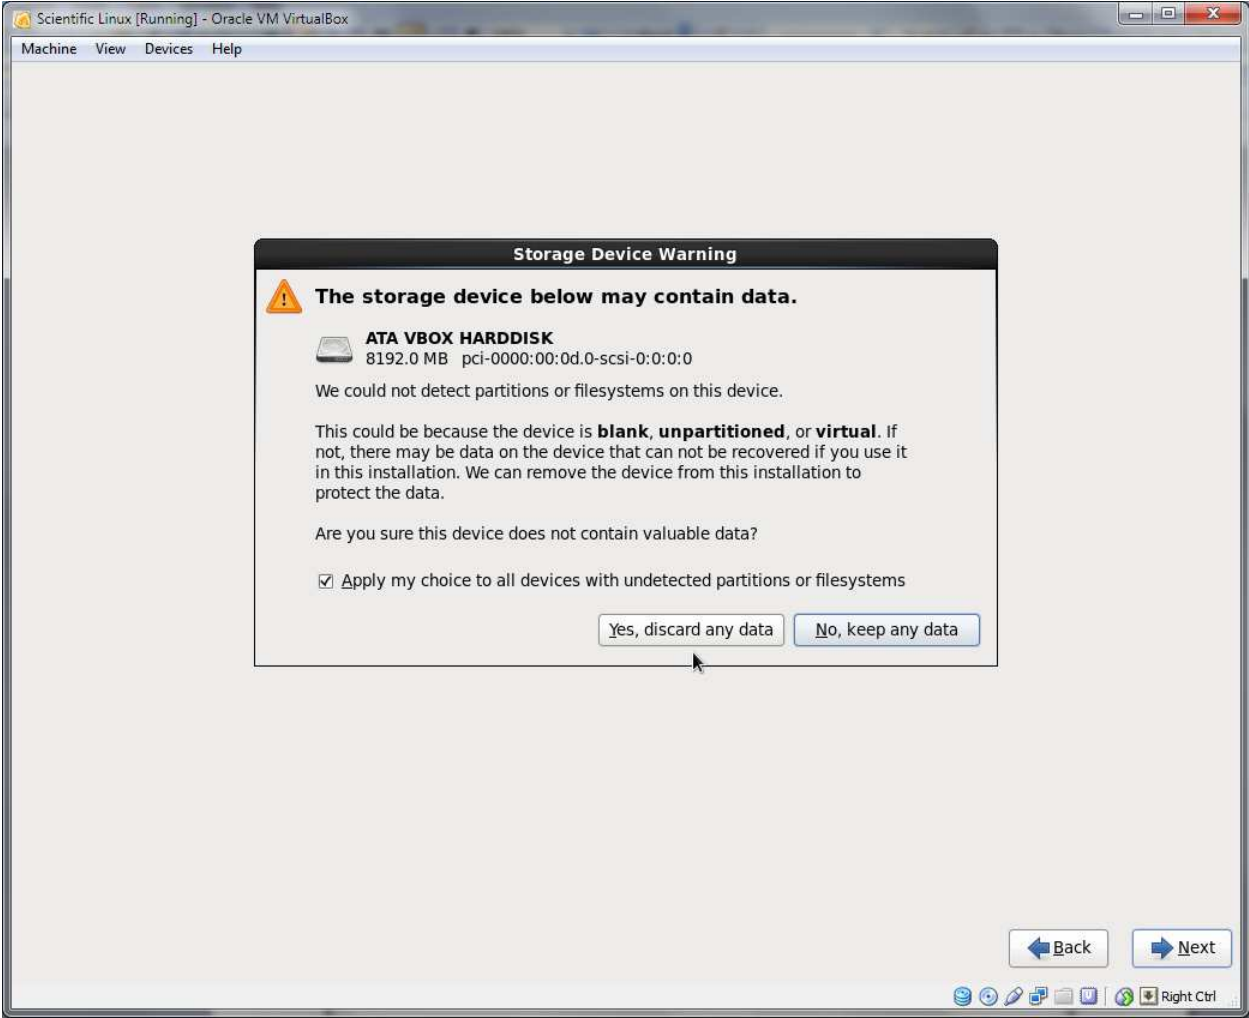 Scientific Linux [Running] - Oracle VM VirtualBox
Machine View Devices Help
Storage Device Warning
The storage device below may contain data.
ATA VBOX HARDDISK
8192.0 MB pci-0000:00:0d.0-scsi-0:0:0:0
We could not detect partitions or filesystems on this device.
This could be because the device is blank, unpartitioned, or virtual. If
not, there may be data on the device that can not be recovered if you use it
in this installation. We can remove the device from this installation to
protect the data.
Are you sure this device does not contain valuable data?
Apply my choice to all devices with undetected partitions or filesystems
Yes, discard any data No, keep any data
Back Next
Right Ctrl